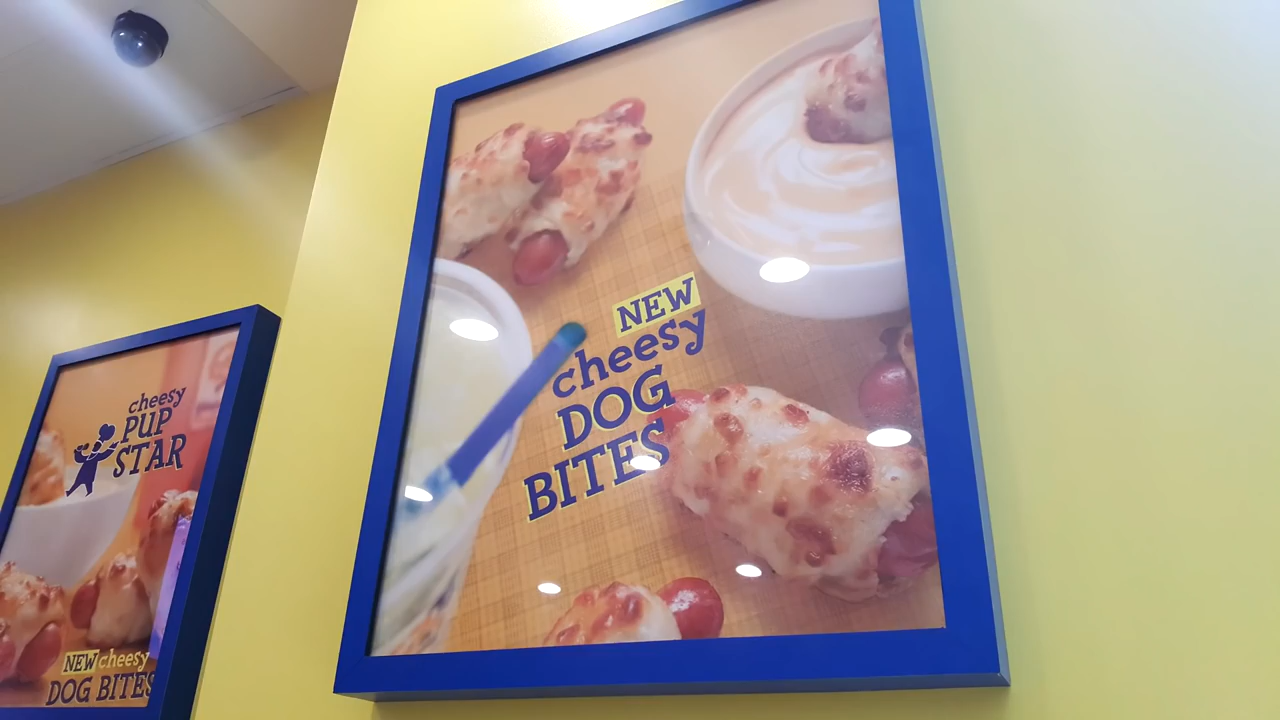 cheesy
PUP
STAR
NEW cheesy
DOG BITES
NEW
cheesy
DOG
BITES